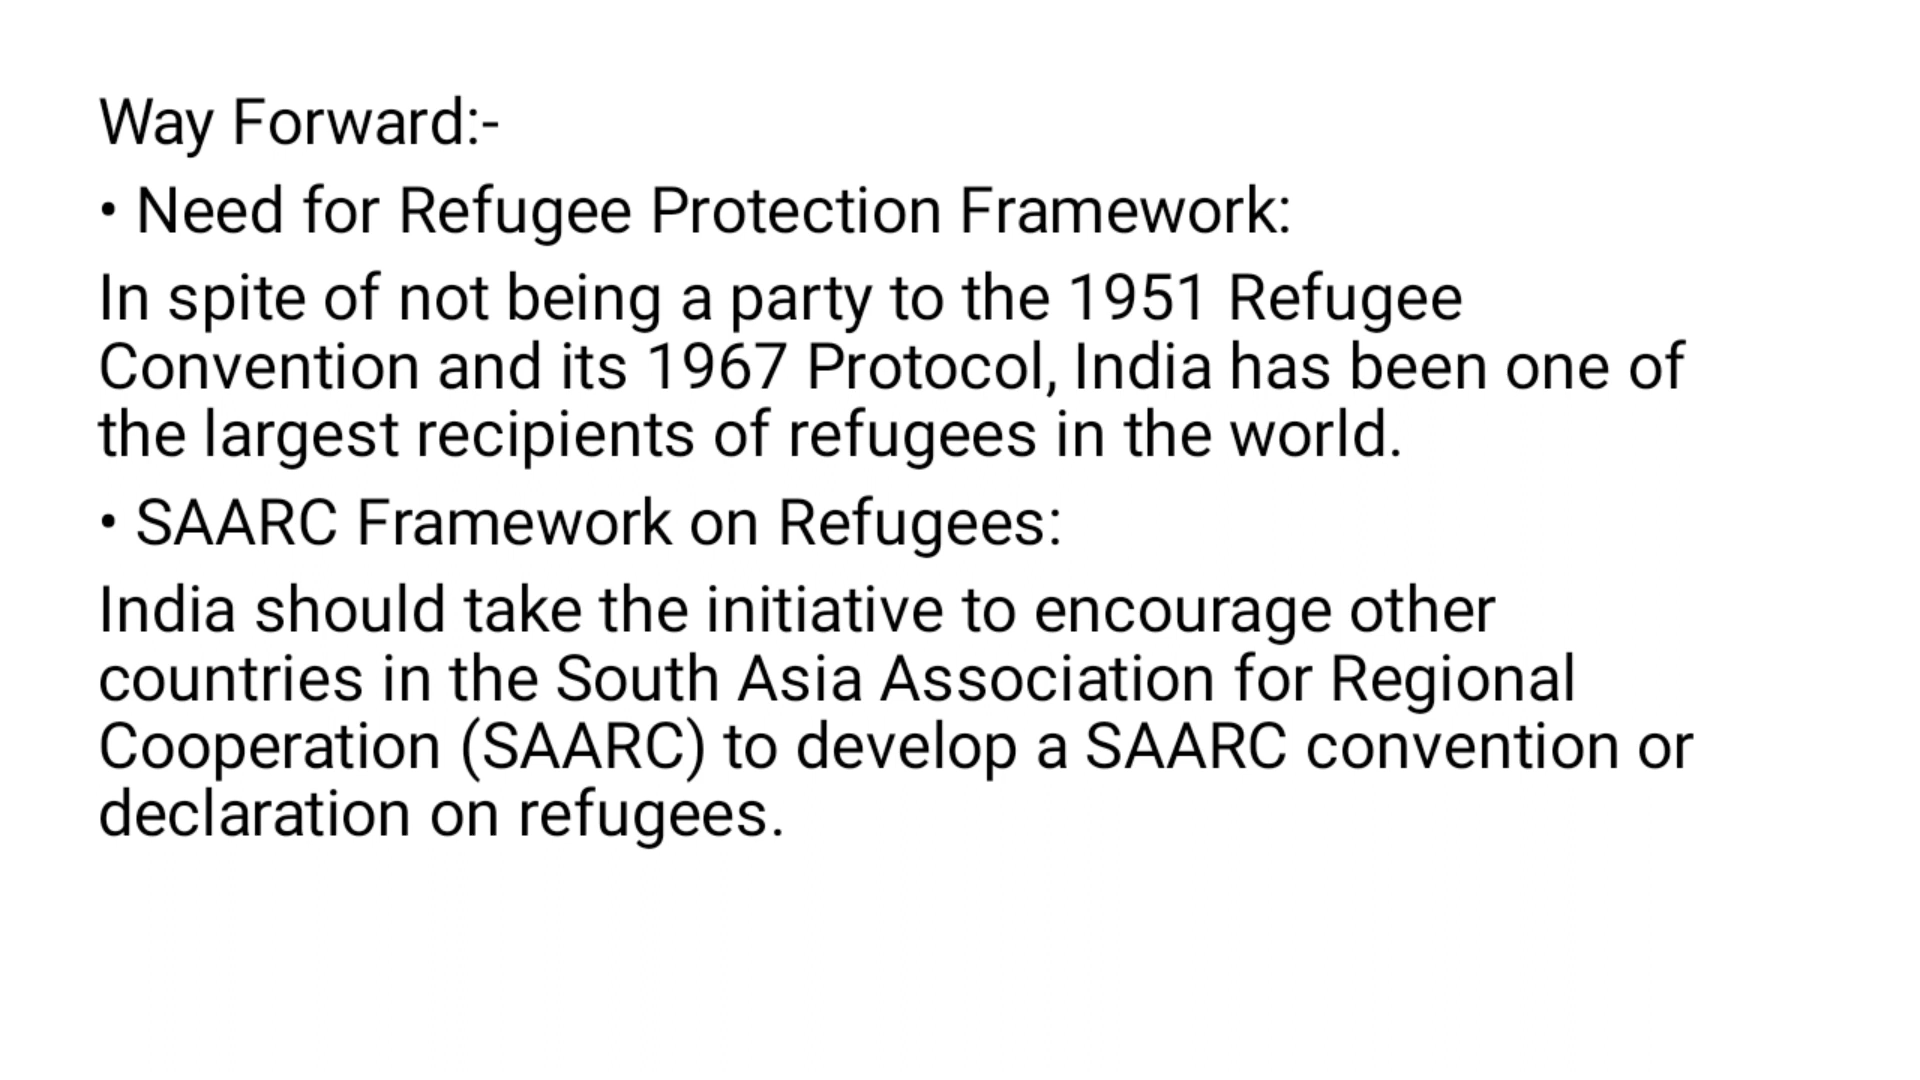 Way Forward:-
• Need for Refugee Protection Framework:
In spite of not being a party to the 1951 Refugee
Convention and its 1967 Protocol, India has been one of
the largest recipients of refugees in the world.
• SAARC Framework on Refugees:
India should take the initiative to encourage other
countries in the South Asia Association for Regional
Cooperation (SAARC) to develop a SAARC convention or
declaration on refugees.